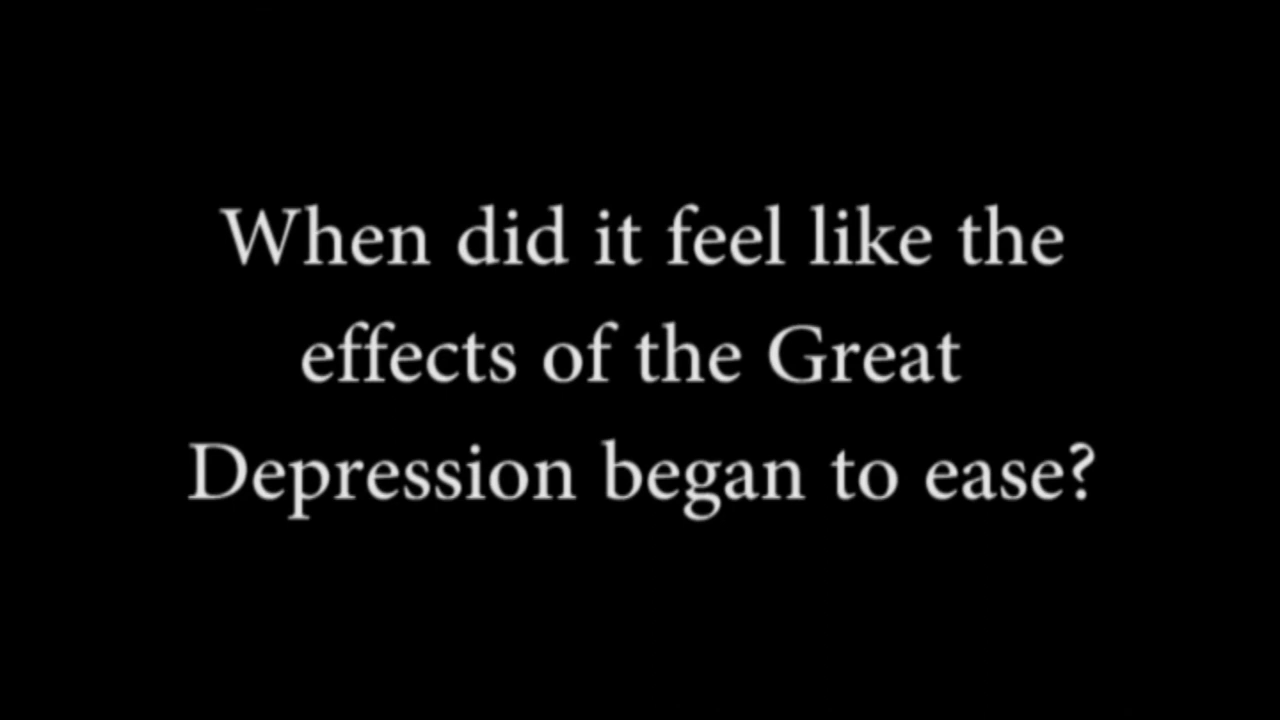 When did it feel like the
effects of the Great
Depression began to ease?